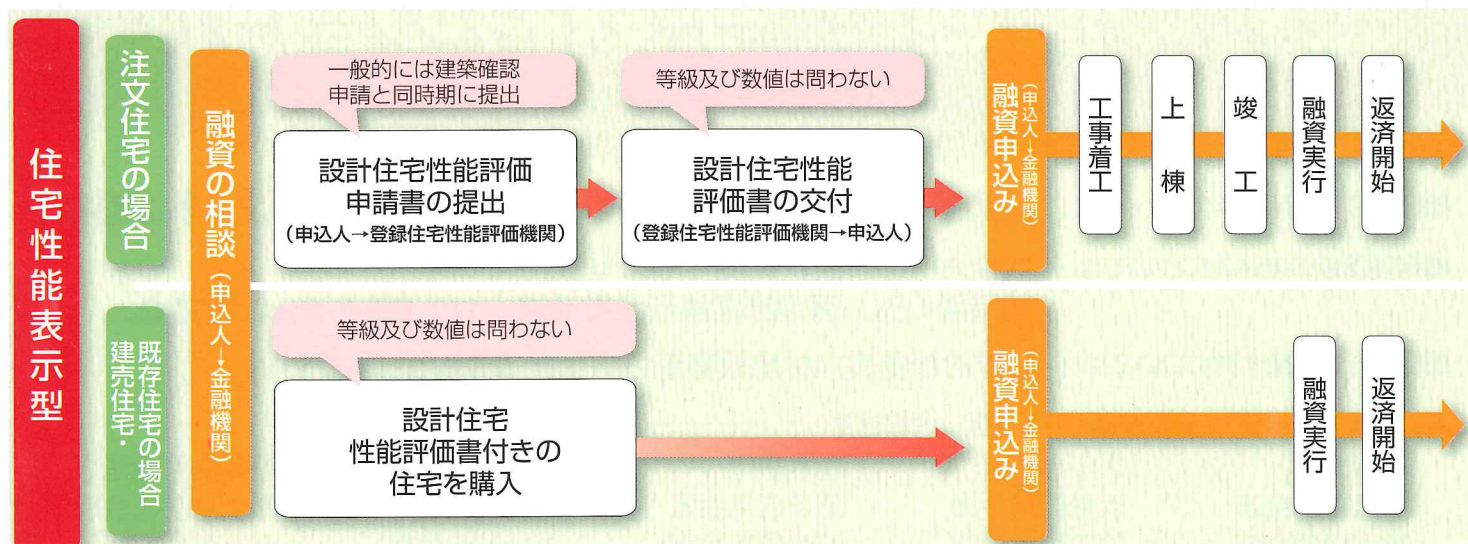 住宅性能表示型
注文住宅の場合
融資の相談（申込人→金融機関）
一般的には建築確認
申請と同時期に提出
設計住宅性能評価
申請書の提出
（申込人→登録住宅性能評価機関）
等級及び数値は問わない
設計住宅性能
評価書の交付
（登録住宅性能評価機関→申込人）
融資申込み
（申込人→金融機関）
工事着工
上棟
竣工
融資実行
返済開始
建売住宅・
既存住宅の場合
等級及び数値は問わない
設計住宅
性能評価書付きの
住宅を購入
融資申込み
（申込人→金融機関）
融資実行
返済開始